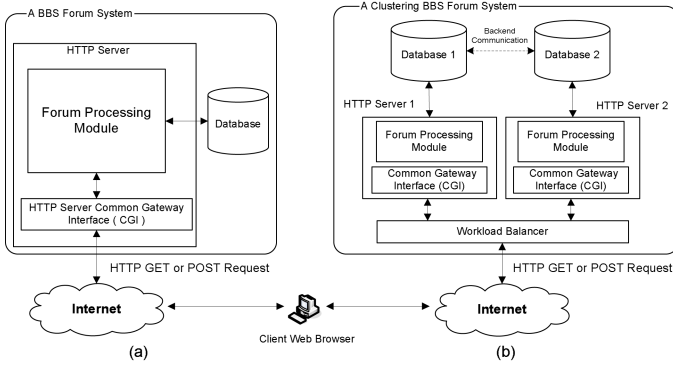 A BBS Forum System
HTTP Server
Forum Processing
Module
Database
HTTP Server Common Gateway
Interface ( CGI )
HTTP GET or POST Request
Internet
(a)
Client Web Browser
A Clustering BBS Forum System
Database 1
Backend
Communication
Database 2
HTTP Server 1
HTTP Server 2
Forum Processing
Module
Common Gateway
Interface (CGI)
Forum Processing
Module
Common Gateway
Interface (CGI)
Workload Balancer
HTTP GET or POST Request
Internet
(b)